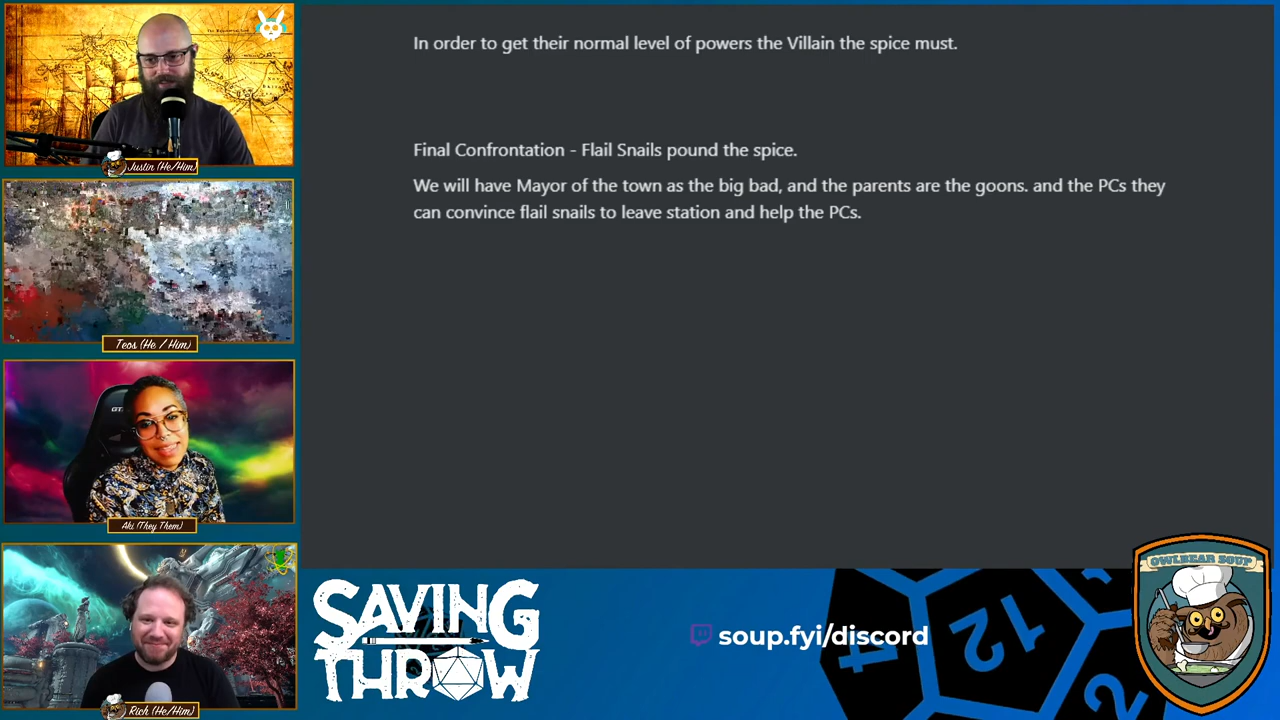 In order to get their normal level of powers the Villain the spice must.
Final Confrontation - Flail Snails pound the spice.
We will have Mayor of the town as the big bad, and the parents are the goons. and the PCs they
can convince flail snails to leave station and help the PCs.
Justin (He/Him)
Teos (He / Him)
GT
Aki (They Them)
Rich (He/Him)
SAVING
THROW
soup.fyi/discord
4
12
2
OWLBEAR SOUP